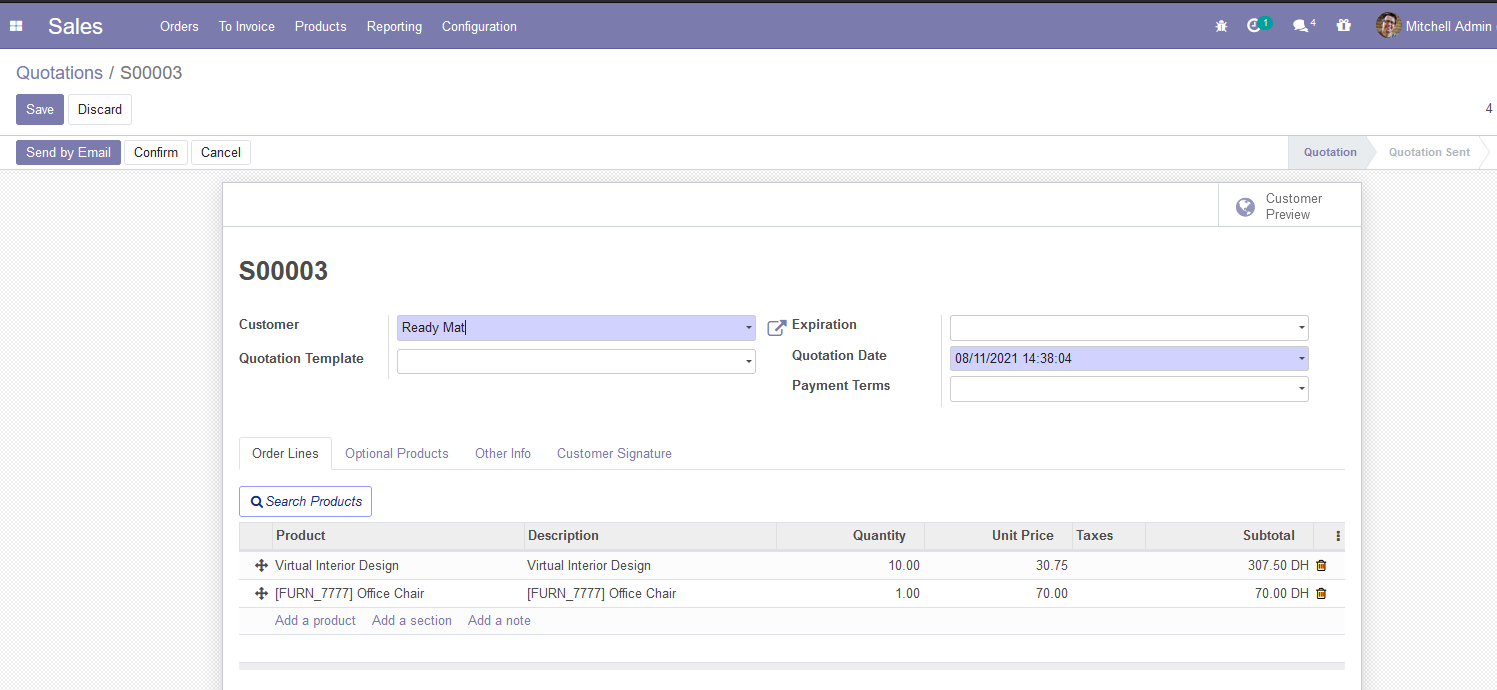 Sales Orders To Invoice Products Reporting Configuration 1 4 Mitchell Admin
Quotations / S00003
Save Discard 4
Send by Email Confirm Cancel Quotation Quotation Sent
Customer
Preview
S00003
Customer Ready Mat Expiration
Quotation Template Quotation Date 08/11/2021 14:38:04
Payment Terms
Order Lines Optional Products Other Info Customer Signature
Search Products
Product Description Quantity Unit Price Taxes Subtotal
Virtual Interior Design Virtual Interior Design 10.00 30.75 307.50 DH
[FURN_7777] Office Chair [FURN_7777] Office Chair 1.00 70.00 70.00 DH
Add a product Add a section Add a note